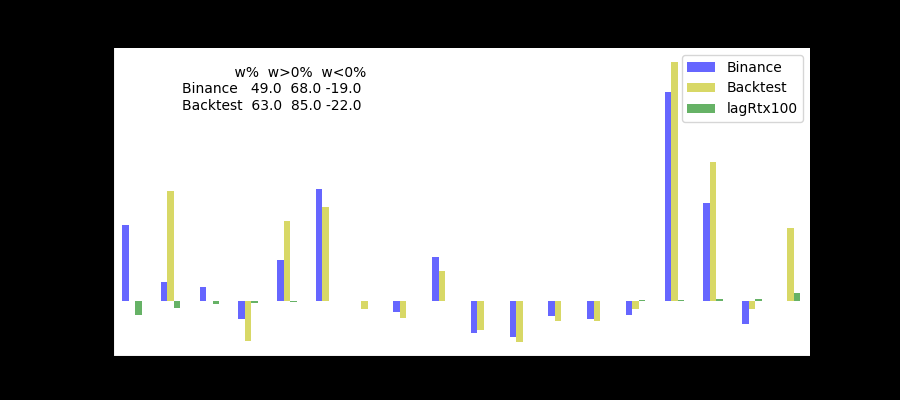 w%  w>0%  w<0%
Binance   49.0  68.0 -19.0
Backtest  63.0  85.0 -22.0
Binance
Backtest
lagRtx100